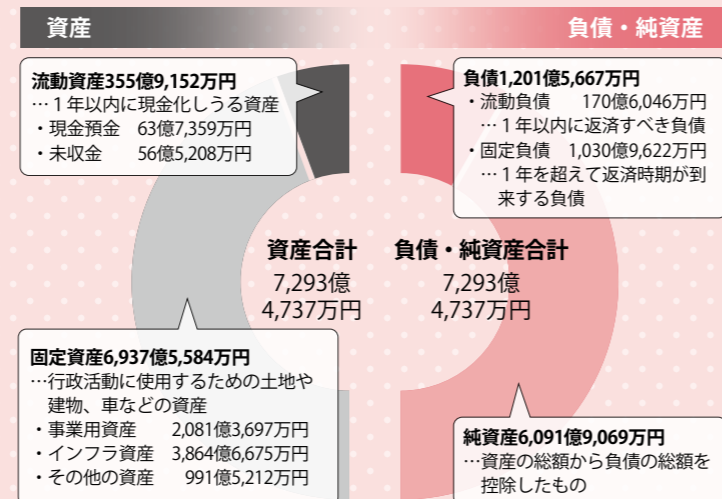 資産
負債・純資産
流動資産355億9,152万円
…１年以内に現金化しうる資産
・現金預金　63億7,359万円
・未収金　56億5,208万円
負債1,201億5,667万円
・流動負債　170億6,046万円
…１年以内に返済すべき負債
・固定負債　1,030億9,622万円
…１年を超えて返済時期が到
来する負債
資産合計
7,293億
4,737万円
負債・純資産合計
7,293億
4,737万円
固定資産6,937億5,584万円
…行政活動に使用するための土地や
建物、車などの資産
・事業用資産　2,081億3,697万円
・インフラ資産　3,864億6,675万円
・その他の資産　991億5,212万円
純資産6,091億9,069万円
…資産の総額から負債の総額を
控除したもの